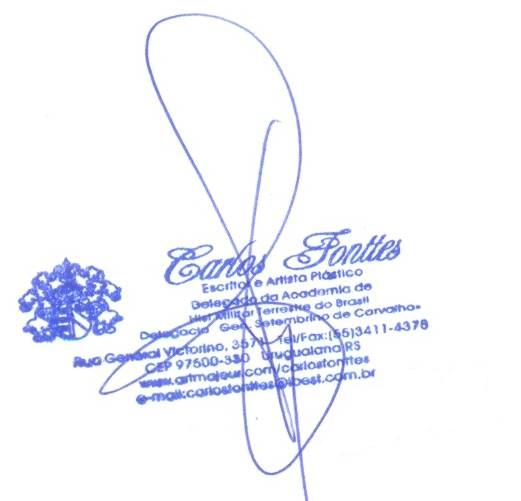 Carlos Fonttes
Escritor e Artista Plástico
Delegado da Academia de
Hist Militar Terrestre do Brasil
Delegacia Gen Setembrino de Carvalho»
Rua General Victorino, 3571 Tel/Fax:(55)3411-4378
CEP 97500-330 Uruguaiana RS
www.artmajeur.com/carlosfonttes
e-mail:carlosfonttes@ibest.com.br